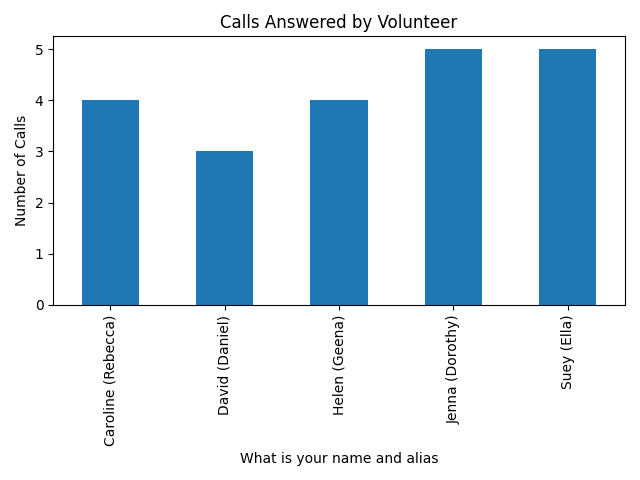 Calls Answered by Volunteer
Number of Calls
5
4
3
2
1
0
Caroline (Rebecca)
David (Daniel)
Helen (Geena)
Jenna (Dorothy)
Suey (Ella)
What is your name and alias